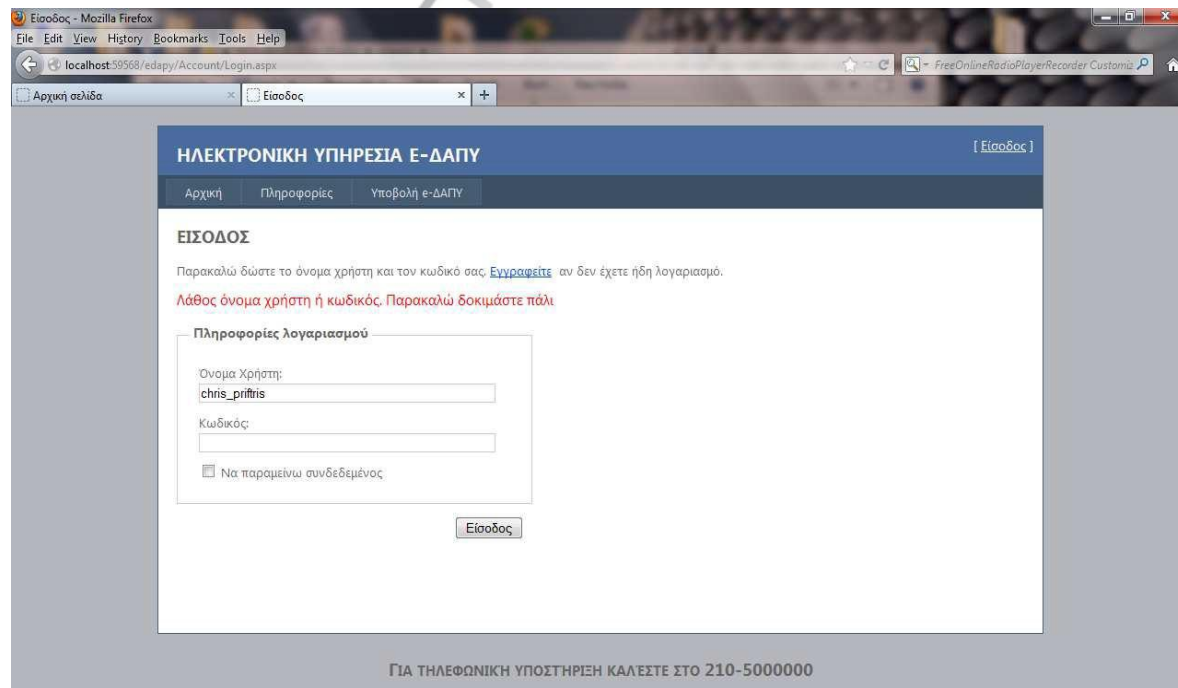 Είσοδος - Mozilla Firefox
File Edit View History Bookmarks Tools Help
localhost:59568/edapy/Account/Login.aspx
FreeOnlineRadioPlayerRecorder Customiz
Αρχική σελίδα
Είσοδος
ΗΛΕΚΤΡΟΝΙΚΗ ΥΠΗΡΕΣΙΑ Ε-ΔΑΠΥ
[ Είσοδος ]
Αρχική Πληροφορίες Υποβολή e-ΔΑΠΥ
ΕΙΣΟΔΟΣ
Παρακαλώ δώστε το όνομα χρήστη και τον κωδικό σας. Εγγραφείτε αν δεν έχετε ήδη λογαριασμό.
Λάθος όνομα χρήστη ή κωδικός. Παρακαλώ δοκιμάστε πάλι
Πληροφορίες λογαριασμού
Όνομα Χρήστη:
chris_priftris
Κωδικός:
Να παραμείνω συνδεδεμένος
Είσοδος
ΓΙΑ ΤΗΛΕΦΩΝΙΚΉ ΥΠΟΣΤΉΡΙΞΗ ΚΑΛΈΣΤΕ ΣΤΟ 210-5000000